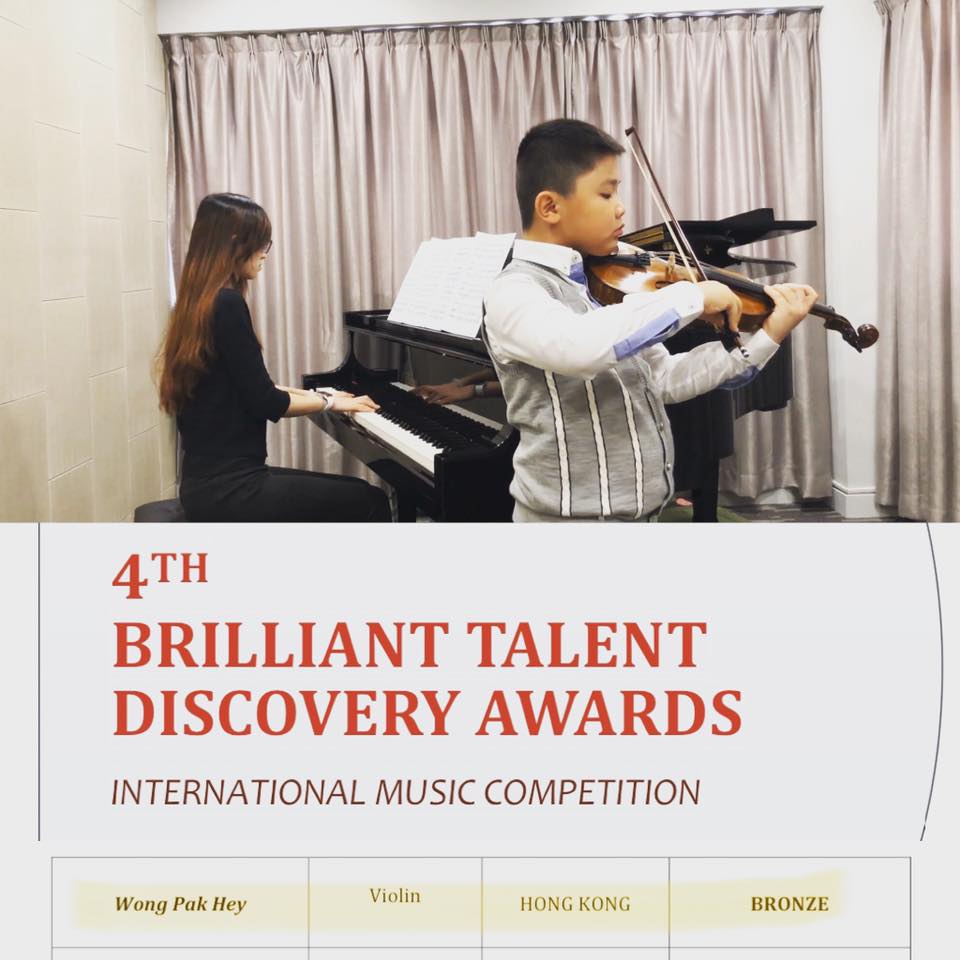 4TH
BRILLIANT TALENT
DISCOVERY AWARDS
INTERNATIONAL MUSIC COMPETITION
Wong Pak Hey Violin HONG KONG BRONZE